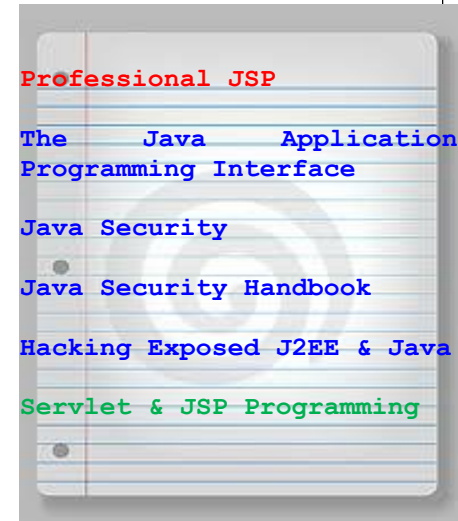 Professional JSP
The Java Application
Programming Interface
Java Security
Java Security Handbook
Hacking Exposed J2EE & Java
Servlet & JSP Programming